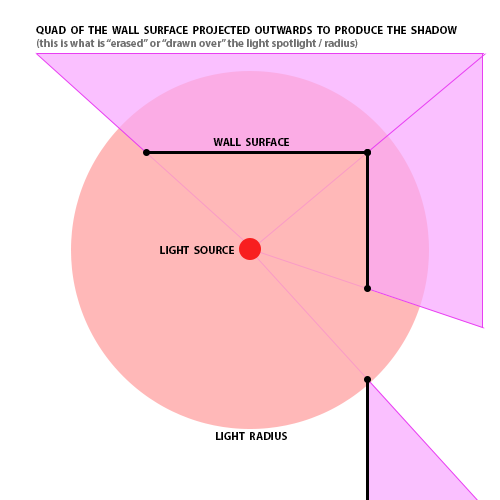 QUAD OF THE WALL SURFACE PROJECTED OUTWARDS TO PRODUCE THE SHADOW
(this is what is “erased” or “drawn over” the light spotlight / radius)
WALL SURFACE
LIGHT SOURCE
LIGHT RADIUS